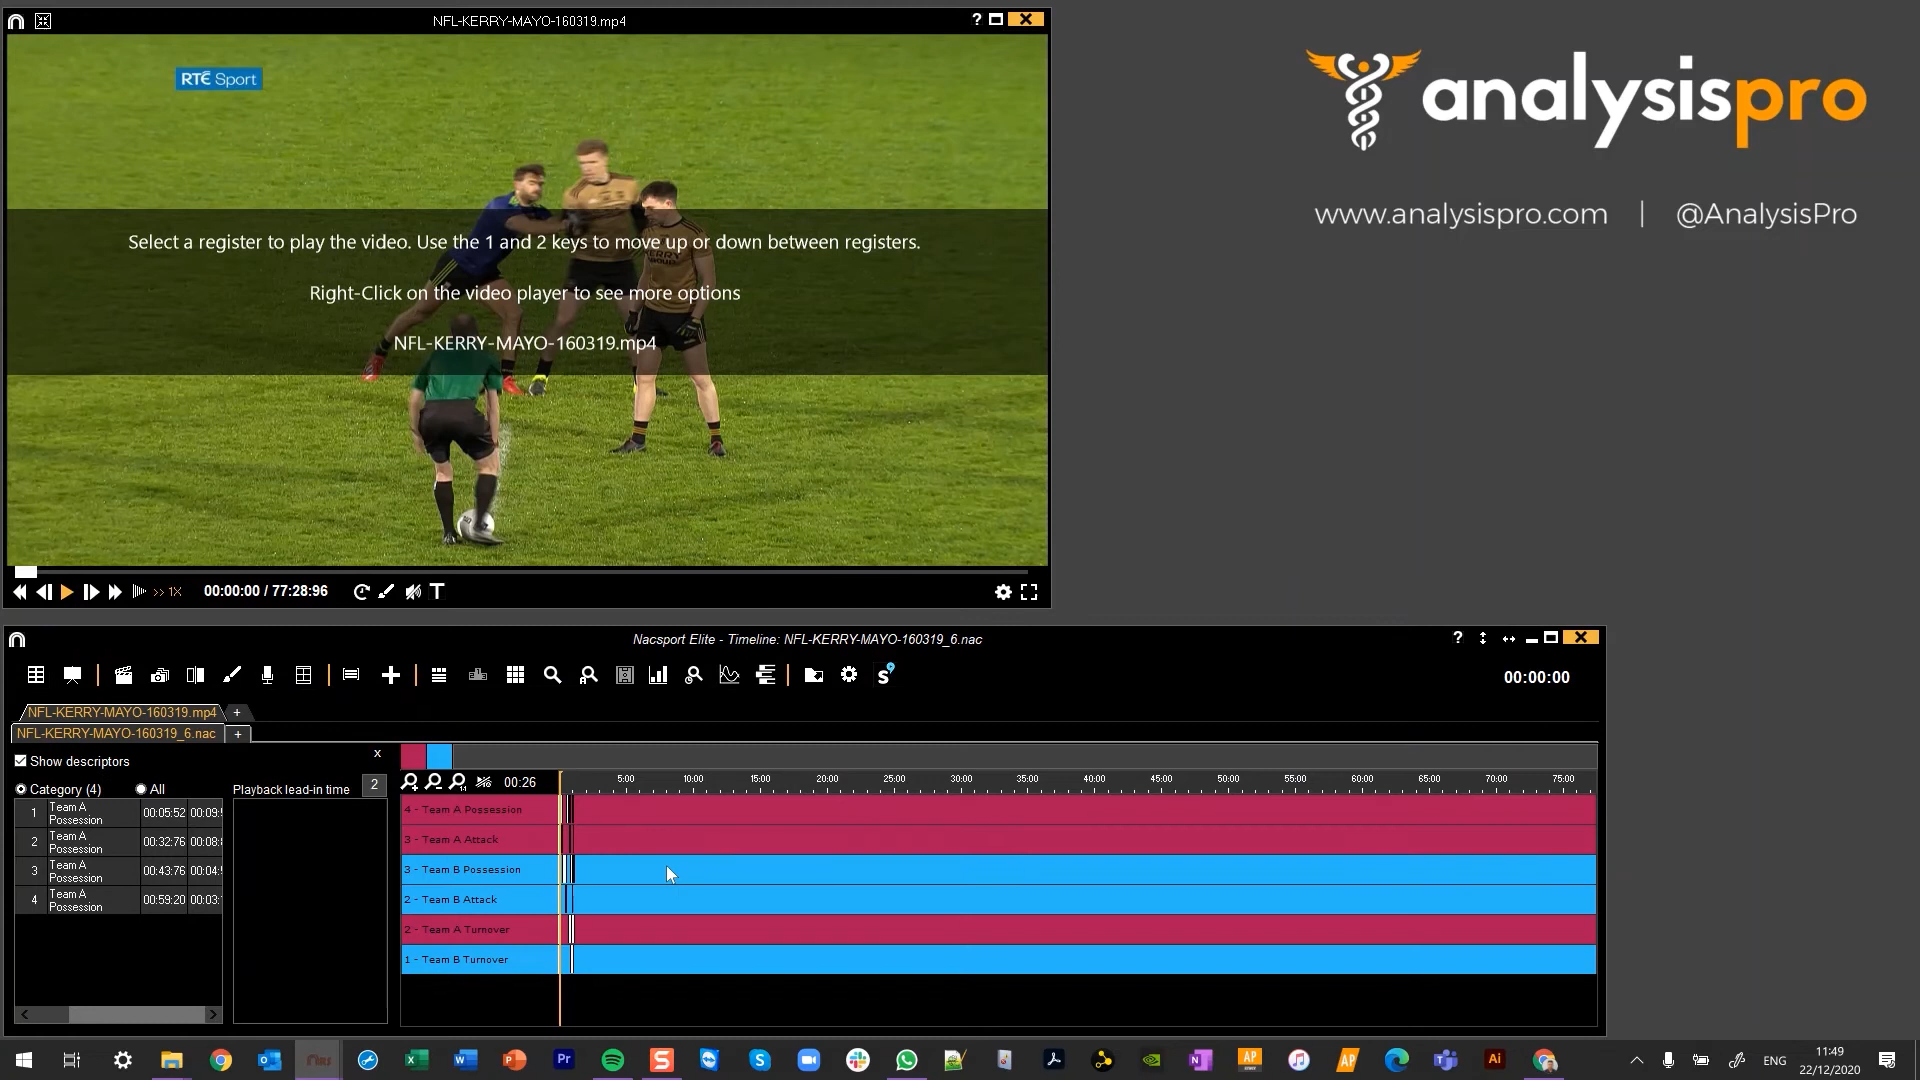 NFL-KERRY-MAYO-160319.mp4
?
RTÉ Sport
Select a register to play the video. Use the 1 and 2 keys to move up or down between registers.
Right-Click on the video player to see more options
NFL-KERRY-MAYO-160319.mp4
>> 1X
00:00:00 / 77:28:96
T
analysispro
www.analysispro.com | @AnalysisPro
Nacsport Elite - Timeline: NFL-KERRY-MAYO-160319_6.nac
?
00:00:00
NFL-KERRY-MAYO-160319.mp4 +
NFL-KERRY-MAYO-160319_6.nac +
Show descriptors x
Category (4) All Playback lead-in time 2
1 Team A Possession 00:05:52 00:09:
2 Team A Possession 00:32:76 00:08:
3 Team A Possession 00:43:76 00:04:
4 Team A Possession 00:59:20 00:03:
00:26
5:00 10:00 15:00 20:00 25:00 30:00 35:00 40:00 45:00 50:00 55:00 60:00 65:00 70:00 75:00
4 - Team A Possession
3 - Team A Attack
3 - Team B Possession
2 - Team B Attack
2 - Team A Turnover
1 - Team B Turnover
ENG
11:49
22/12/2020